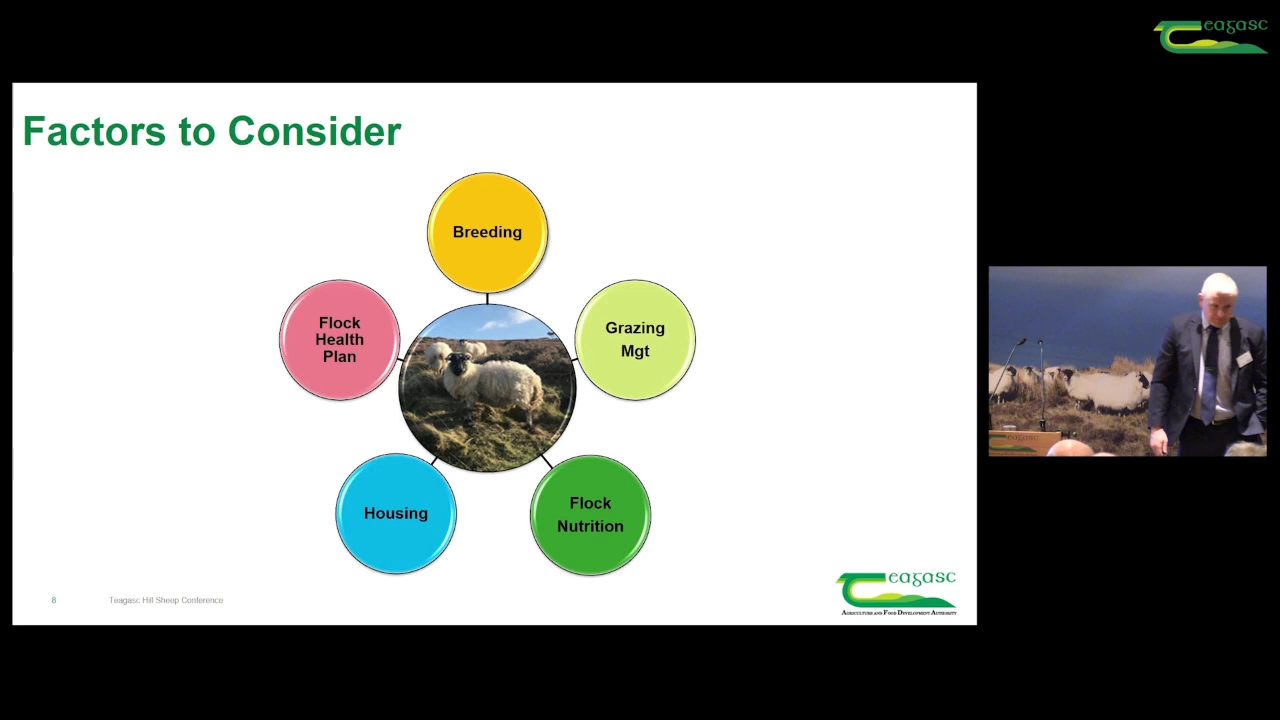 Teagasc
Factors to Consider
Breeding
Flock
Health
Plan
Grazing
Mgt
Housing
Flock
Nutrition
8
Teagasc Hill Sheep Conference
Teagasc
AGRICULTURE AND FOOD DEVELOPMENT AUTHORITY